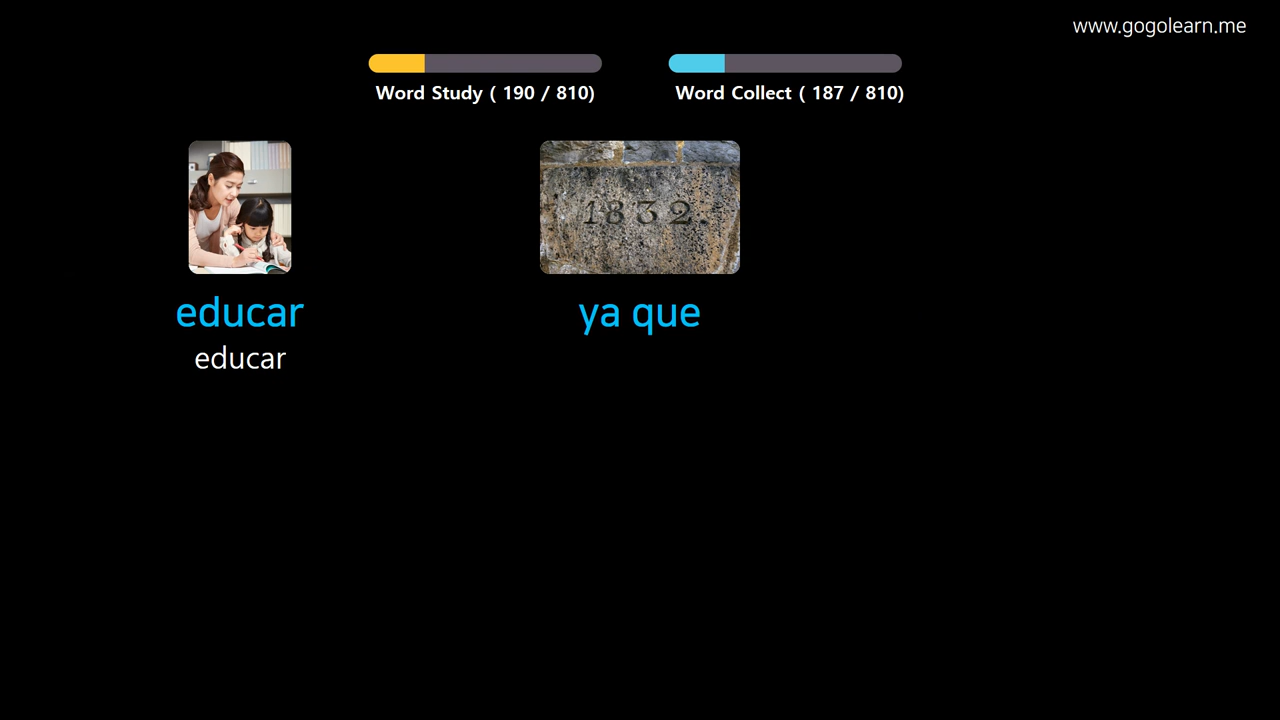 www.gogolearn.me
Word Study ( 190 / 810)
Word Collect ( 187 / 810)
1832.
educar
ya que
educar